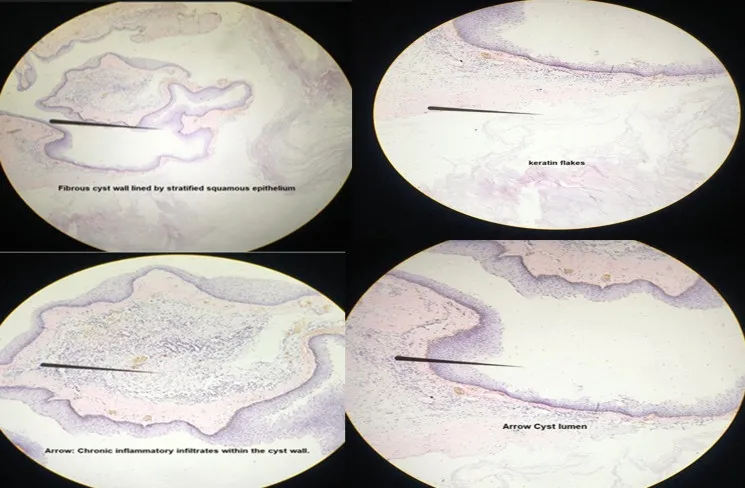 Fibrous cyst wall lined by stratified squamous epithelium
keratin flakes
Arrow: Chronic inflammatory infiltrates within the cyst wall.
Arrow Cyst lumen